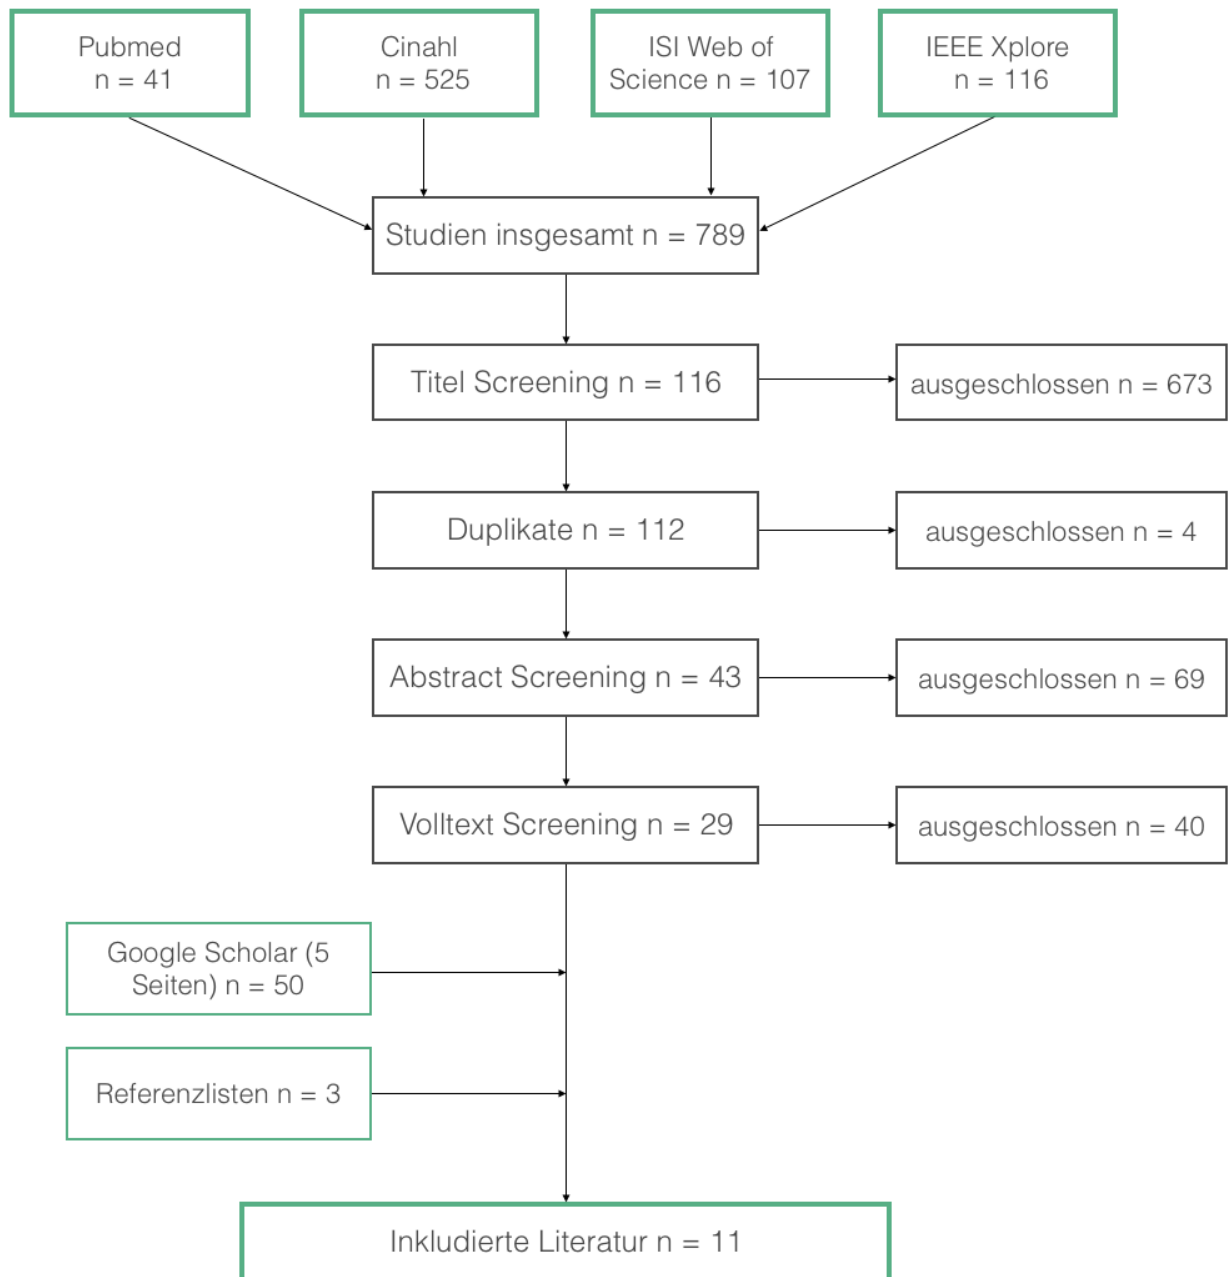 Pubmed
n = 41
Cinahl
n = 525
ISI Web of
Science n = 107
IEEE Xplore
n = 116
Studien insgesamt n = 789
Titel Screening n = 116
ausgeschlossen n = 673
Duplikate n = 112
ausgeschlossen n = 4
Abstract Screening n = 43
ausgeschlossen n = 69
Volltext Screening n = 29
ausgeschlossen n = 40
Google Scholar (5
Seiten) n = 50
Referenzlisten n = 3
Inkludierte Literatur n = 11